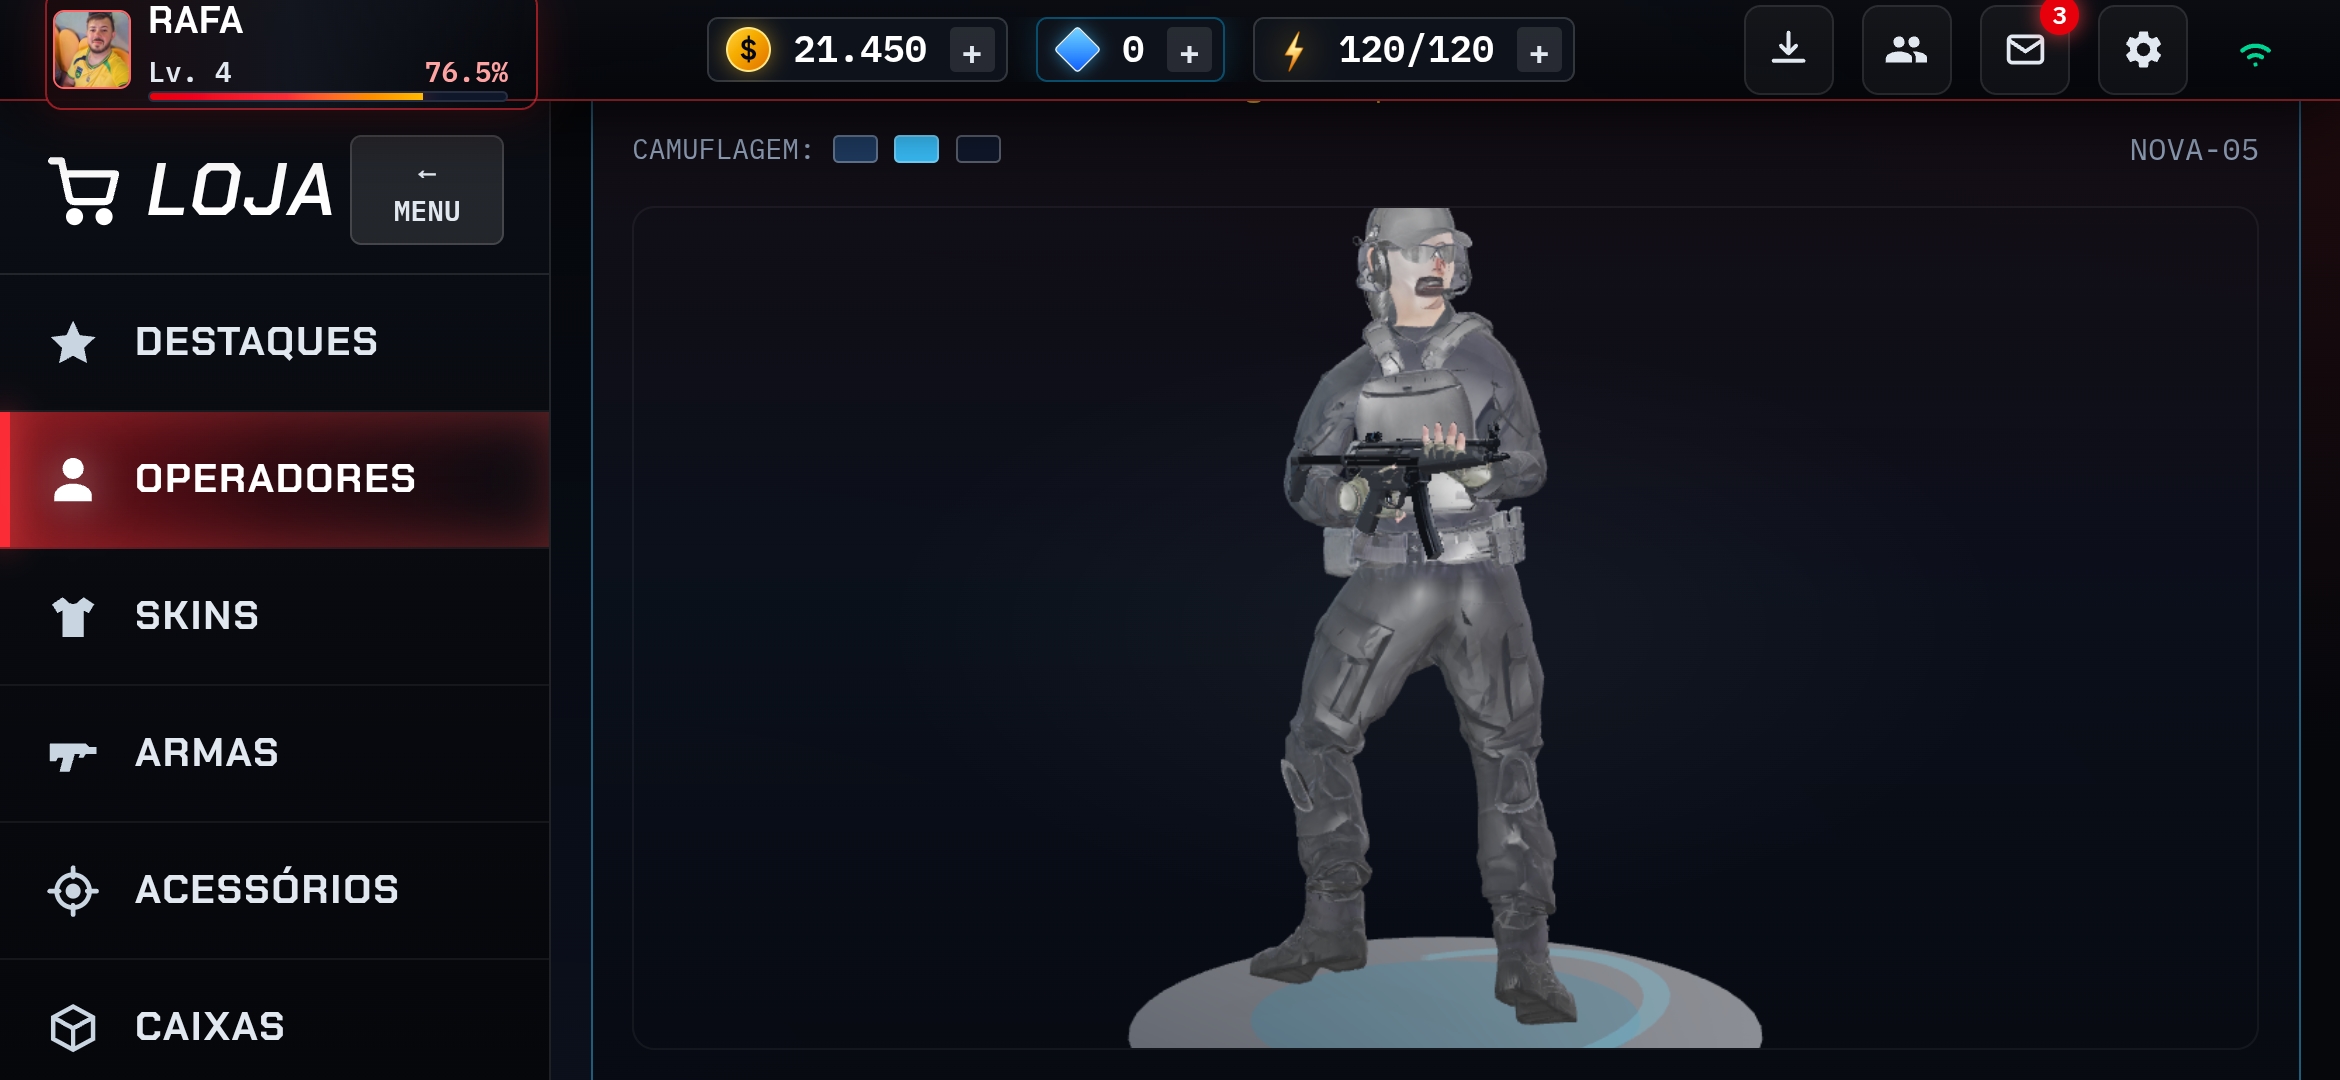 RAFA
Lv. 4 76.5%
21.450 +
0 +
120/120 +
3
LOJA
← MENU
DESTAQUES
OPERADORES
SKINS
ARMAS
ACESSÓRIOS
CAIXAS
CAMUFLAGEM:
NOVA-05